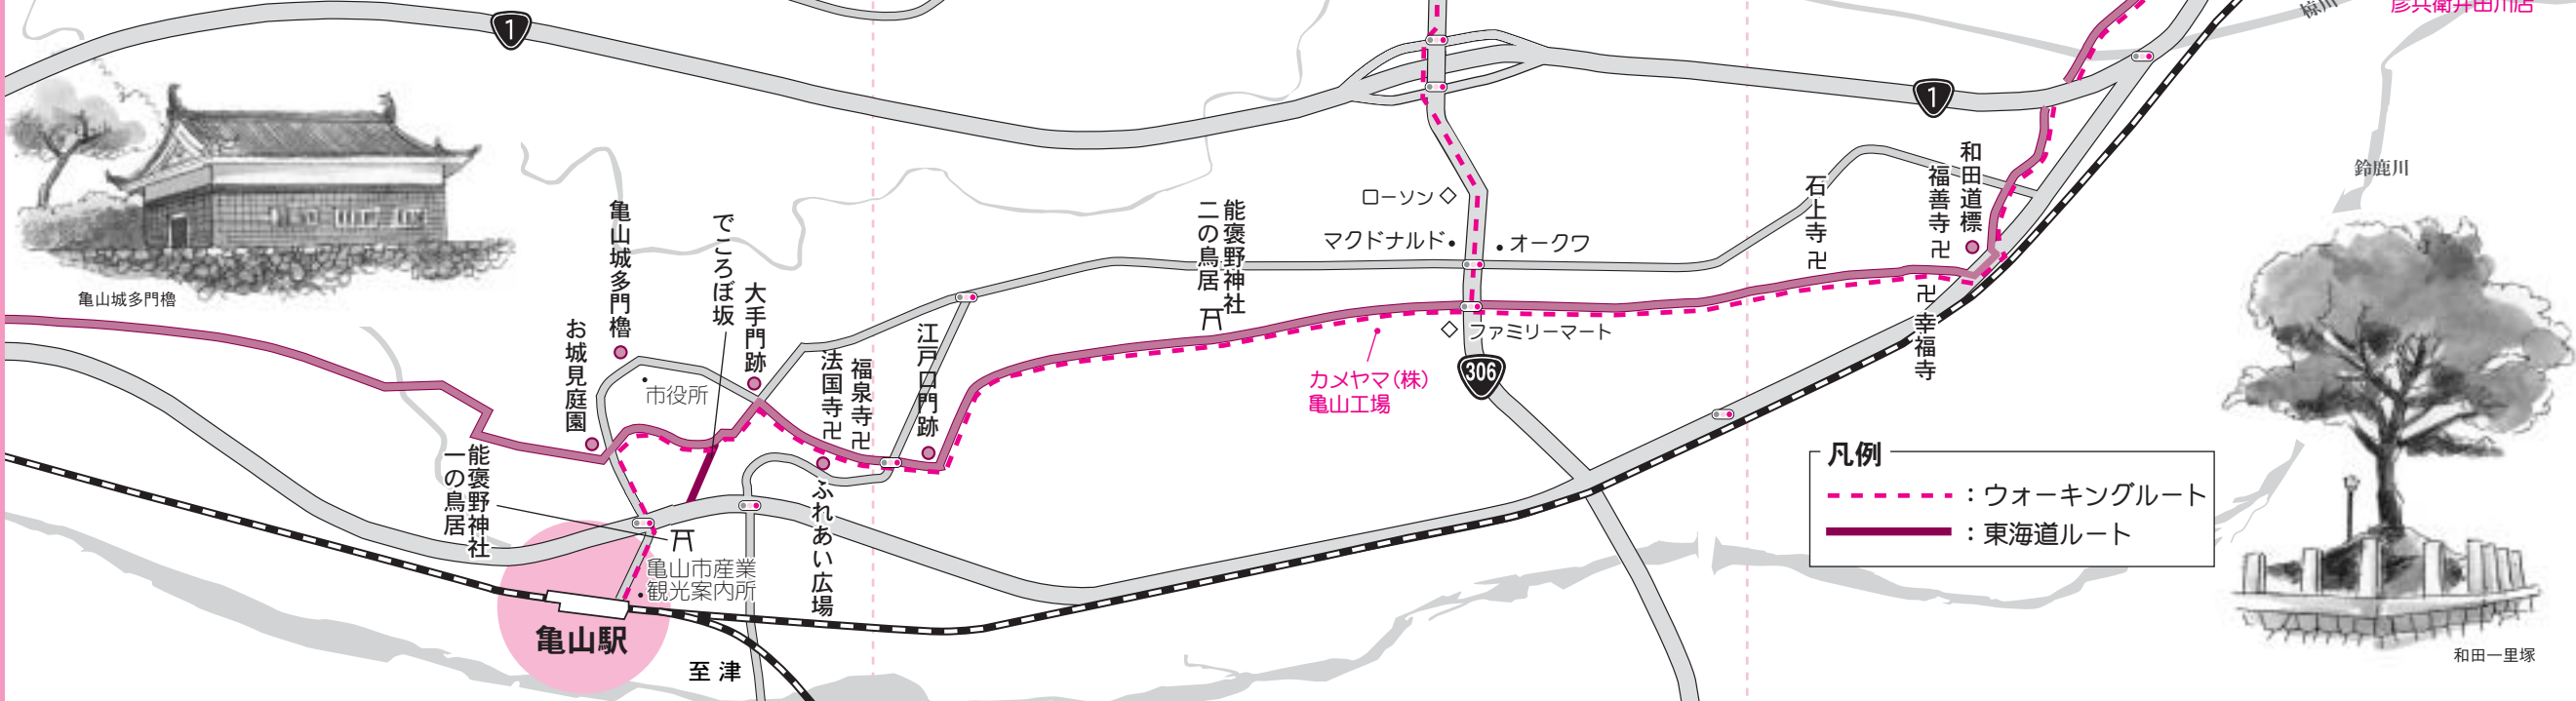 1
椋川
彦兵衛井田川店
1
鈴鹿川
亀山城多門櫓
亀山城多門櫓
お城見庭園
市役所
でころぼ坂
大手門跡
法国寺卍
福泉寺卍
江戸口門跡
ふれあい広場
能褒野神社
二の鳥居
ローソン
マクドナルド
オークワ
ファミリーマート
306
カメヤマ(株)
亀山工場
石上寺卍
福善寺卍
和田道標
卍幸福寺
能褒野神社
一の鳥居
亀山市産業
観光案内所
亀山駅
至 津
凡例
:ウォーキングルート
:東海道ルート
和田一里塚